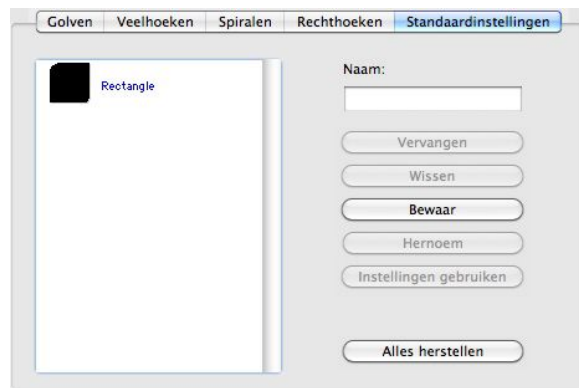 Golven Veelhoeken Spiralen Rechthoeken Standaardinstellingen
Rectangle
Naam:
Vervangen
Wissen
Bewaar
Hernoem
Instellingen gebruiken
Alles herstellen